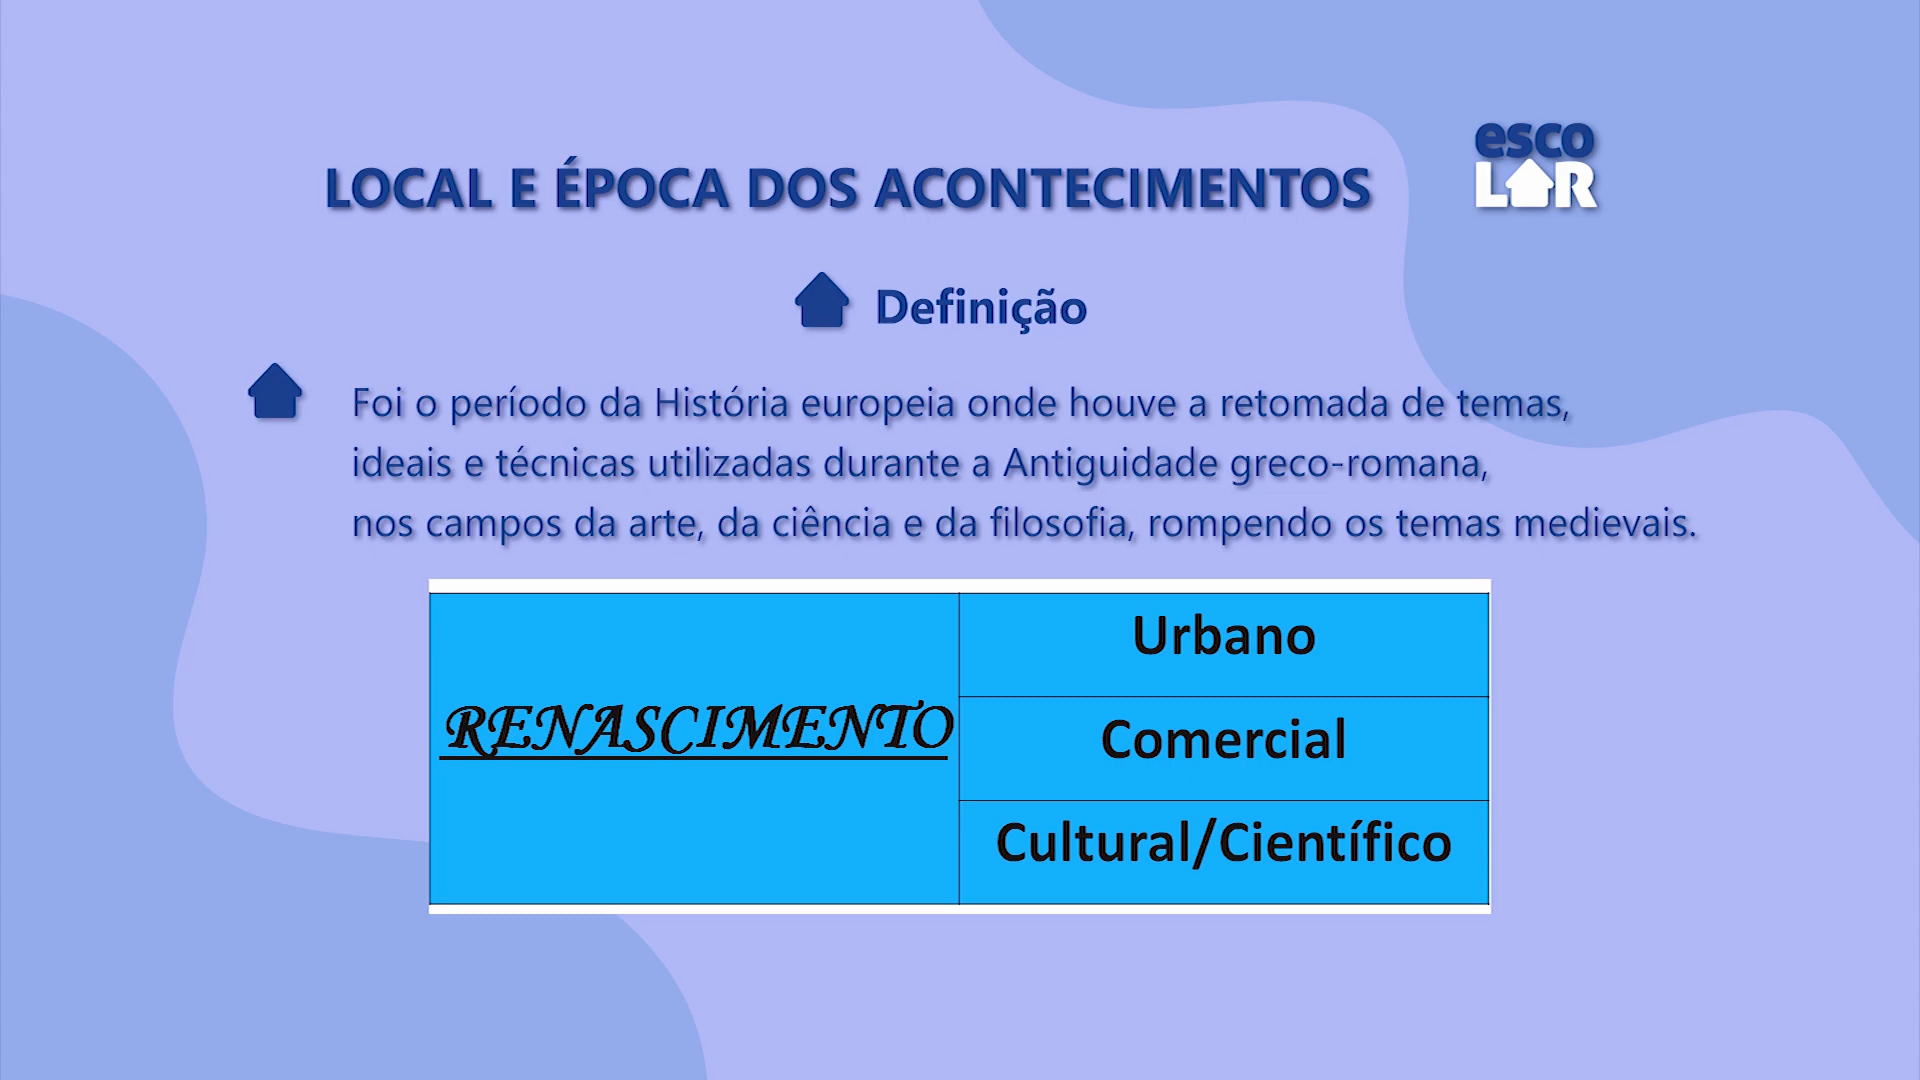 LOCAL E ÉPOCA DOS ACONTECIMENTOS
esco
LAR
Definição
Foi o período da História europeia onde houve a retomada de temas,
ideais e técnicas utilizadas durante a Antiguidade greco-romana,
nos campos da arte, da ciência e da filosofia, rompendo os temas medievais.
RENASCIMENTO
Urbano
Comercial
Cultural/Científico